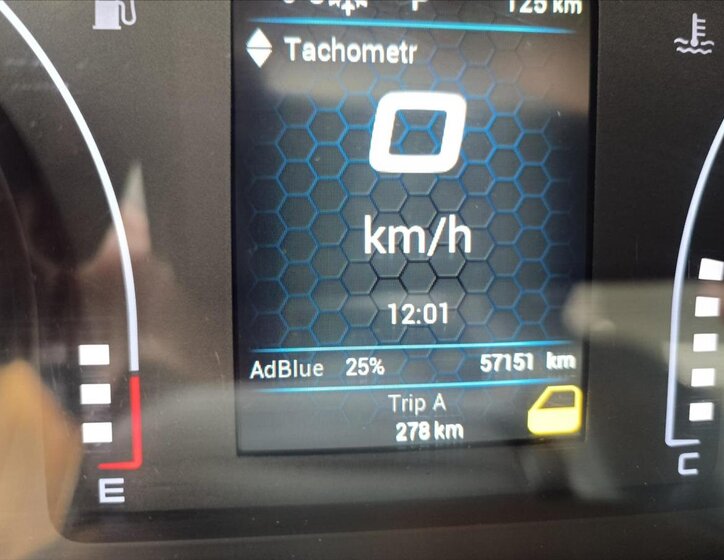 P 125 km
Tachometr
0
km/h
12:01
AdBlue 25% 57151 km
Trip A
278 km
E
C